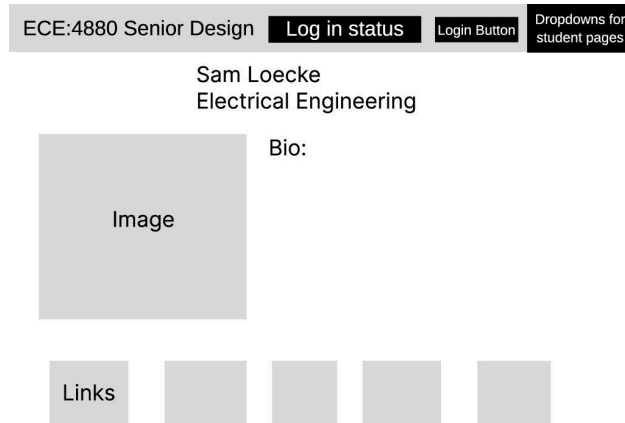 ECE:4880 Senior Design
Log in status
Login Button
Dropdowns for
student pages
Sam Loecke
Electrical Engineering
Bio:
Image
Links